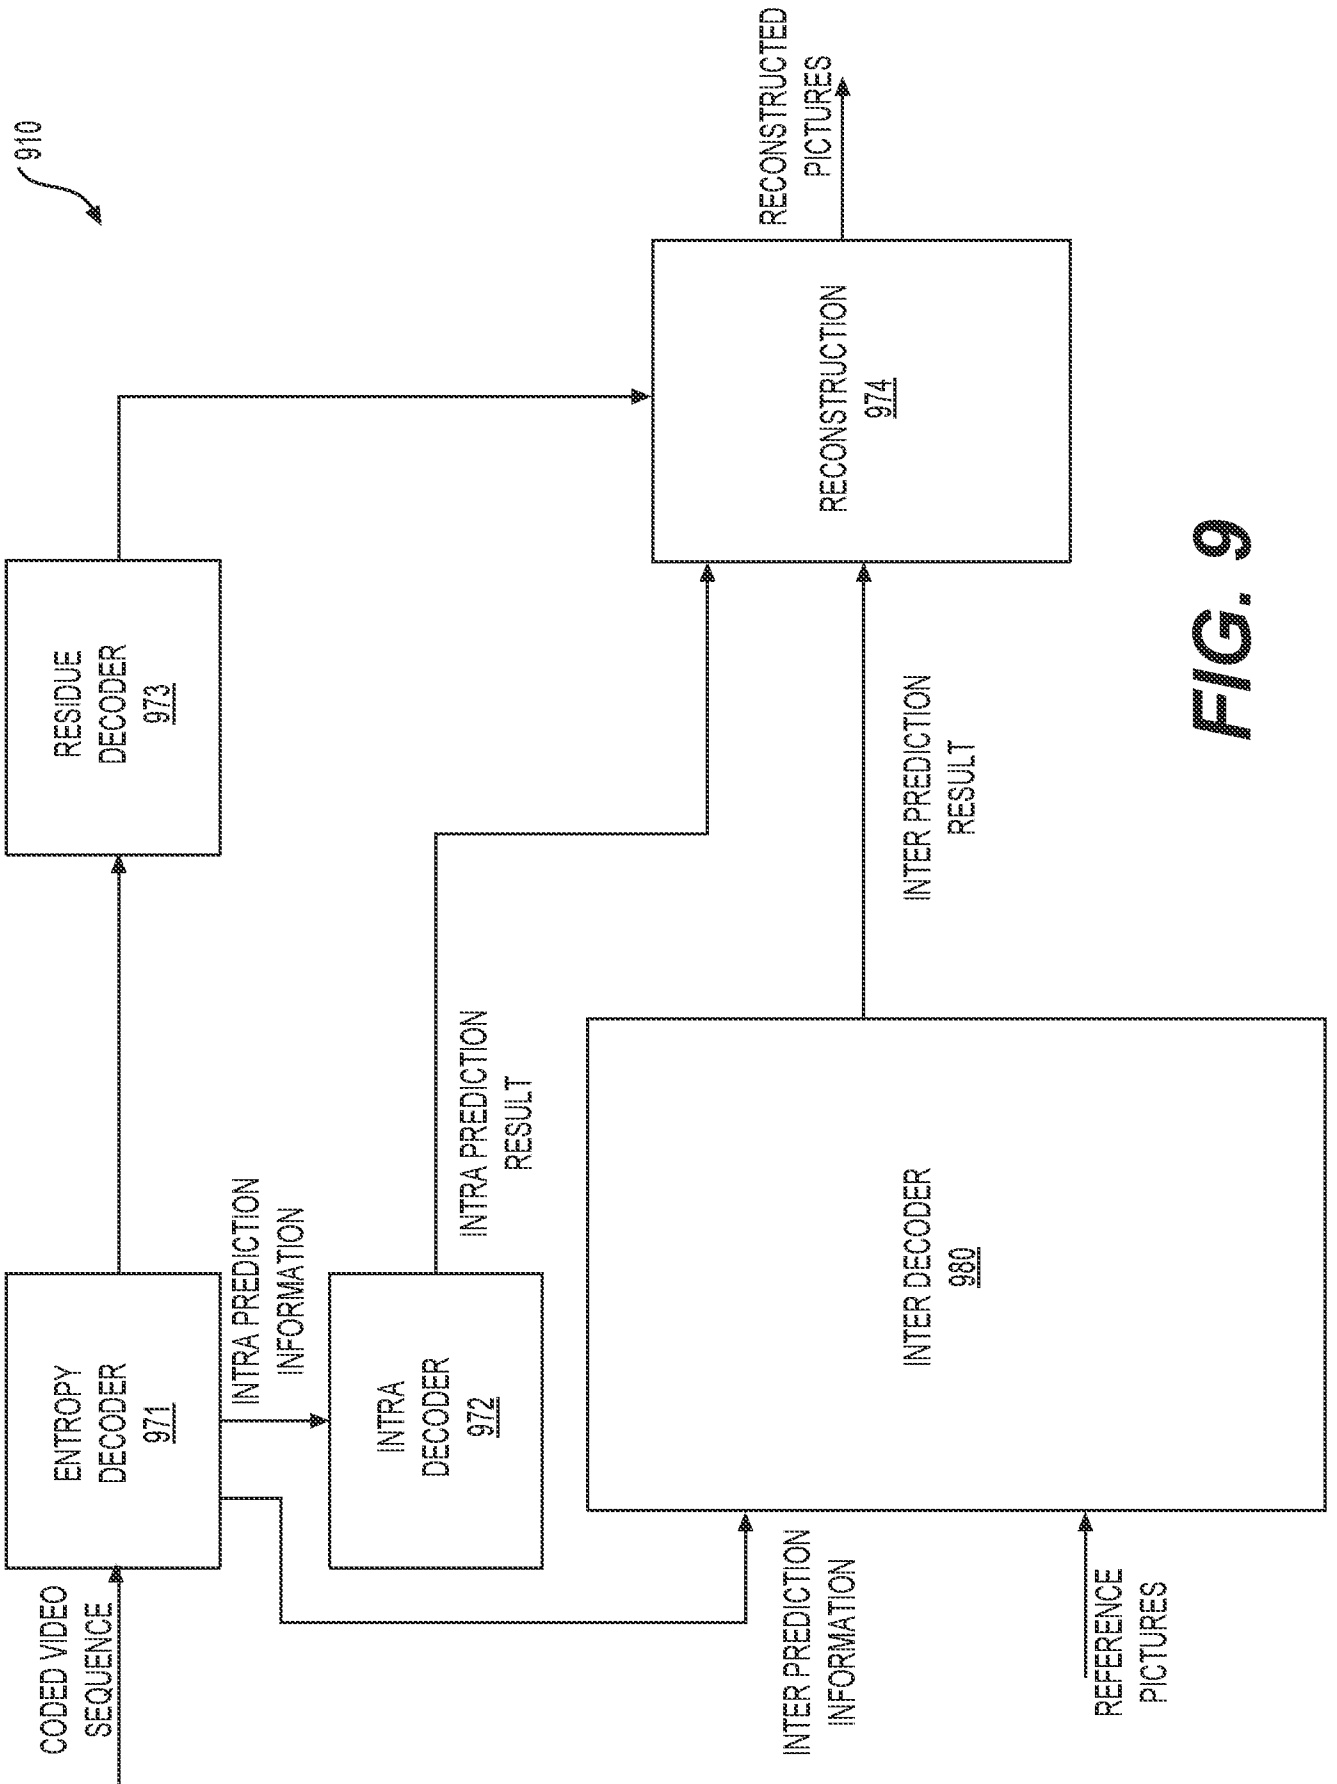 910
CODED VIDEO
SEQUENCE
ENTROPY
DECODER
971
RESIDUE
DECODER
973
INTRA PREDICTION
INFORMATION
INTRA
DECODER
972
INTRA PREDICTION
RESULT
INTER PREDICTION
INFORMATION
REFERENCE
PICTURES
INTER DECODER
980
INTER PREDICTION
RESULT
RECONSTRUCTION
974
RECONSTRUCTED
PICTURES
FIG. 9